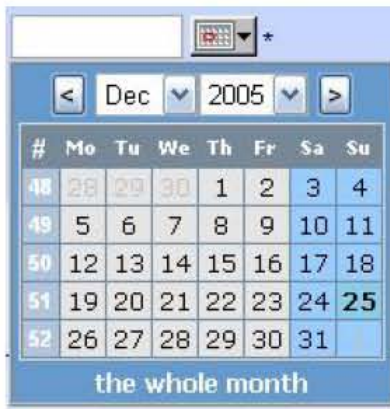 *
< Dec 2005 >
# Mo Tu We Th Fr Sa Su
48 28 29 30 1 2 3 4
49 5 6 7 8 9 10 11
50 12 13 14 15 16 17 18
51 19 20 21 22 23 24 25
52 26 27 28 29 30 31
the whole month